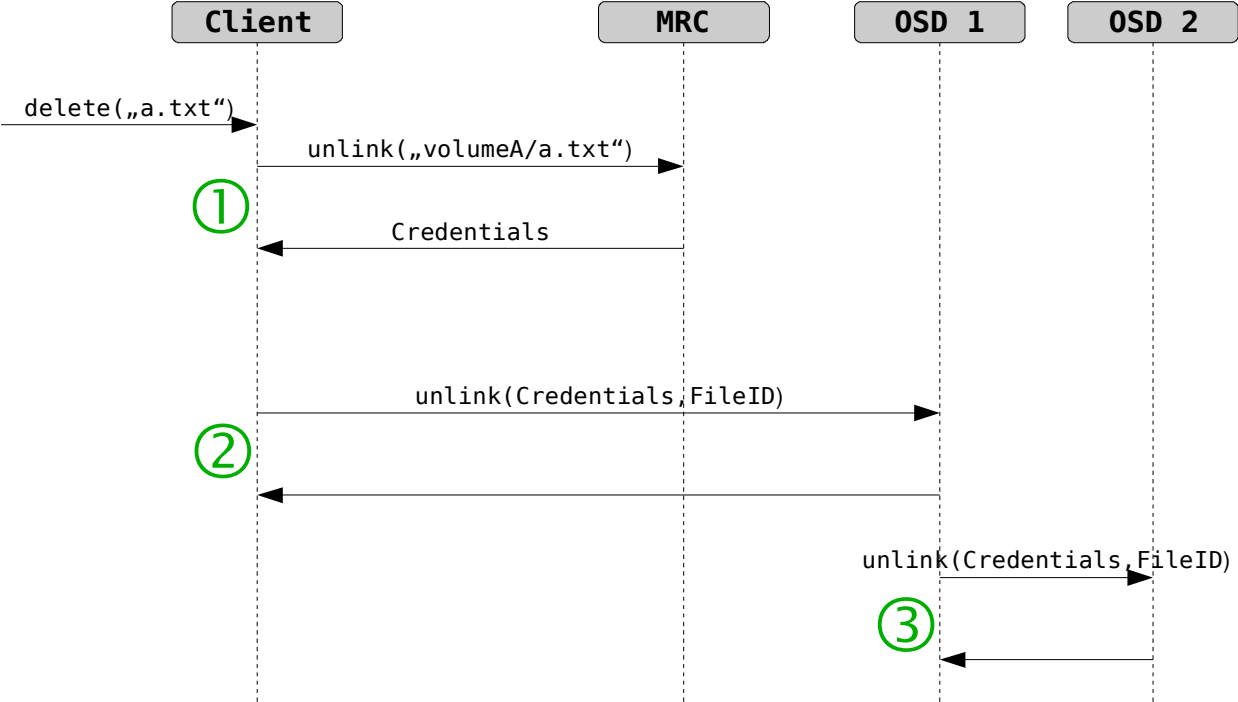 Client MRC OSD 1 OSD 2
delete(„a.txt“)
unlink(„volumeA/a.txt“)
①
Credentials
unlink(Credentials,FileID)
②
unlink(Credentials,FileID)
③